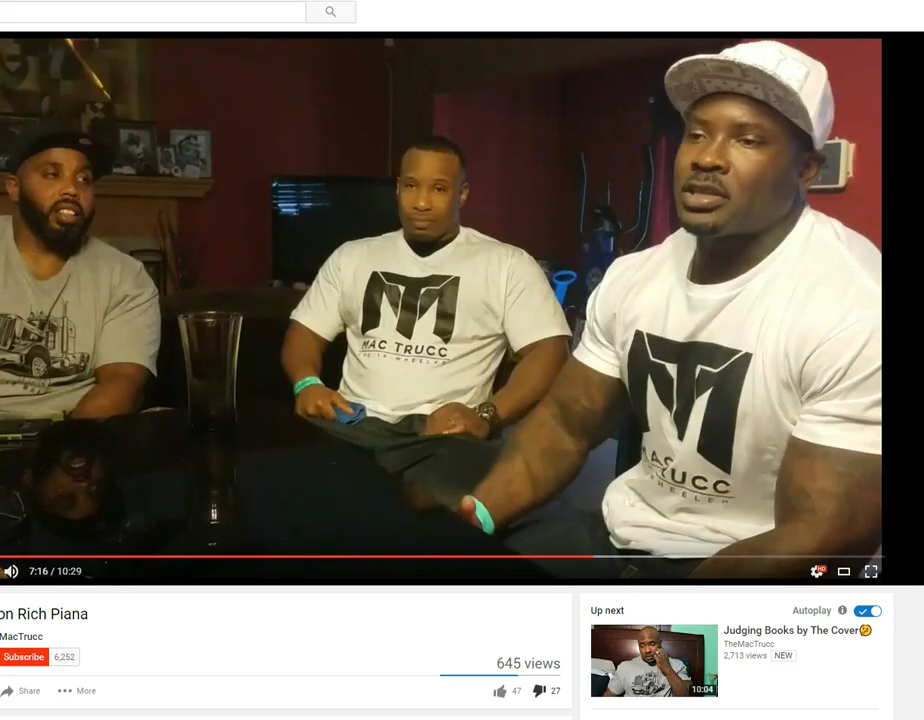 MAC TRUCC
MAC TRUCC
7:16 / 10:29
HD
on Rich Piana
MacTrucc
Subscribe 6,252
645 views
Share
More
47
27
Up next
Autoplay
Judging Books by The Cover
TheMacTrucc
2,713 views NEW
10:04